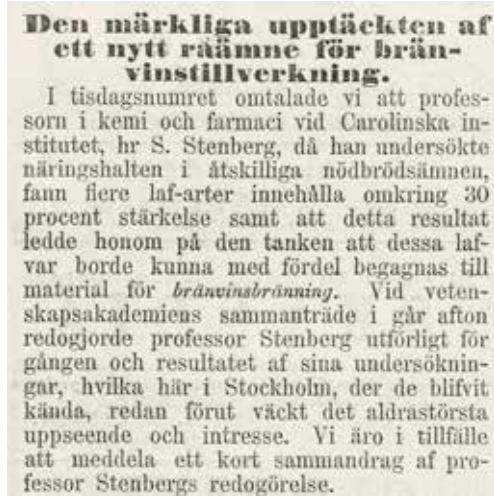 Den märkliga upptäckten af
ett nytt råämne för brän-
vinstillverkning.
I tisdagsnumret omtalade vi att profes-
sorn i kemi och farmaci vid Carolinska in-
stitutet, hr S. Stenberg, då han undersökte
näringshalten i åtskilliga nödbrödsämnen,
fann flere laf-arter innehålla omkring 30
procent stärkelse samt att detta resultat
ledde honom på den tanken att dessa laf-
var borde kunna med fördel begagnas till
material för bränvinsbränning. Vid veten-
skapsakademiens sammanträde i går afton
redogjorde professor Stenberg utförligt för
gången och resultatet af sina undersöknin-
gar, hvilka här i Stockholm, der de blifvit
kända, redan förut väckt det aldrastörsta
uppseende och intresse. Vi äro i tillfälle
att meddela ett kort sammandrag af pro-
fessor Stenbergs redogörelse.